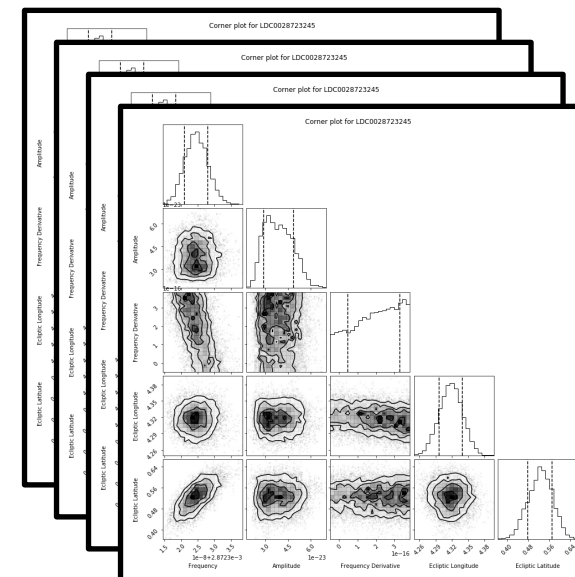 Corner plot for LDC0028723245
Corner plot for LDC0028723245
Corner plot for LDC0028723245
Corner plot for LDC0028723245
Amplitude
Frequency Derivative
Ecliptic Longitude
Ecliptic Latitude
Amplitude
Frequency Derivative
Ecliptic Longitude
Ecliptic Latitude
Amplitude
Frequency Derivative
Ecliptic Longitude
Ecliptic Latitude
1e−23
Amplitude
6.0
4.5
3.0
1e−16
Frequency Derivative
3
2
1
0
Ecliptic Longitude
4.38
4.35
4.32
4.29
4.26
Ecliptic Latitude
0.64
0.56
0.48
0.40
1.5 2.0 2.5 3.0 3.5
1e−8+2.8723e−3
Frequency
3.0 4.5 6.0
1e−23
Amplitude
0 1 2 3
1e−16
Frequency Derivative
4.26 4.29 4.32 4.35 4.38
Ecliptic Longitude
0.40 0.48 0.56 0.64
Ecliptic Latitude